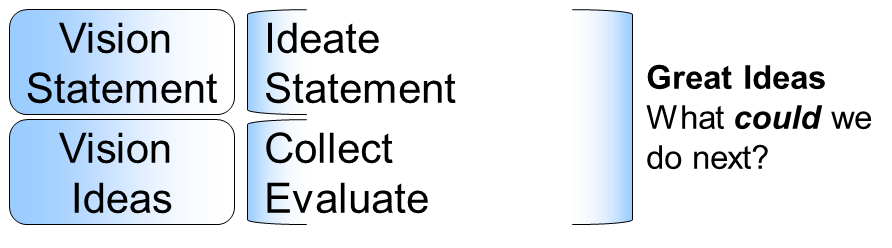 Vision
Statement
Ideate
Statement
Vision
Ideas
Collect
Evaluate
Great Ideas
What could we
do next?